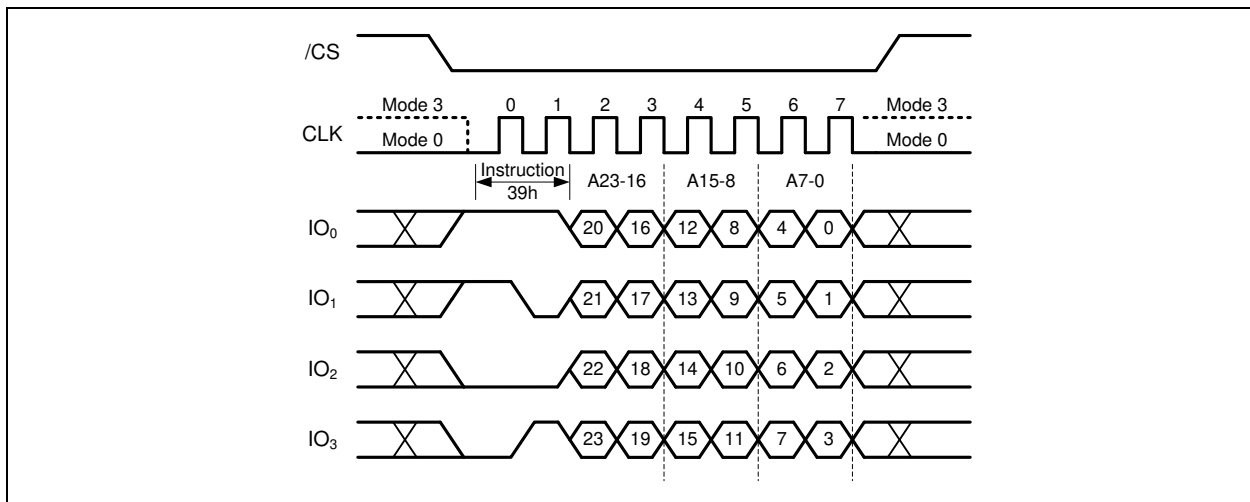 /CS
Mode 3 0 1 2 3 4 5 6 7 Mode 3
CLK
Mode 0 Mode 0
Instruction
39h
A23-16 A15-8 A7-0
IO0 20 16 12 8 4 0
IO1 21 17 13 9 5 1
IO2 22 18 14 10 6 2
IO3 23 19 15 11 7 3